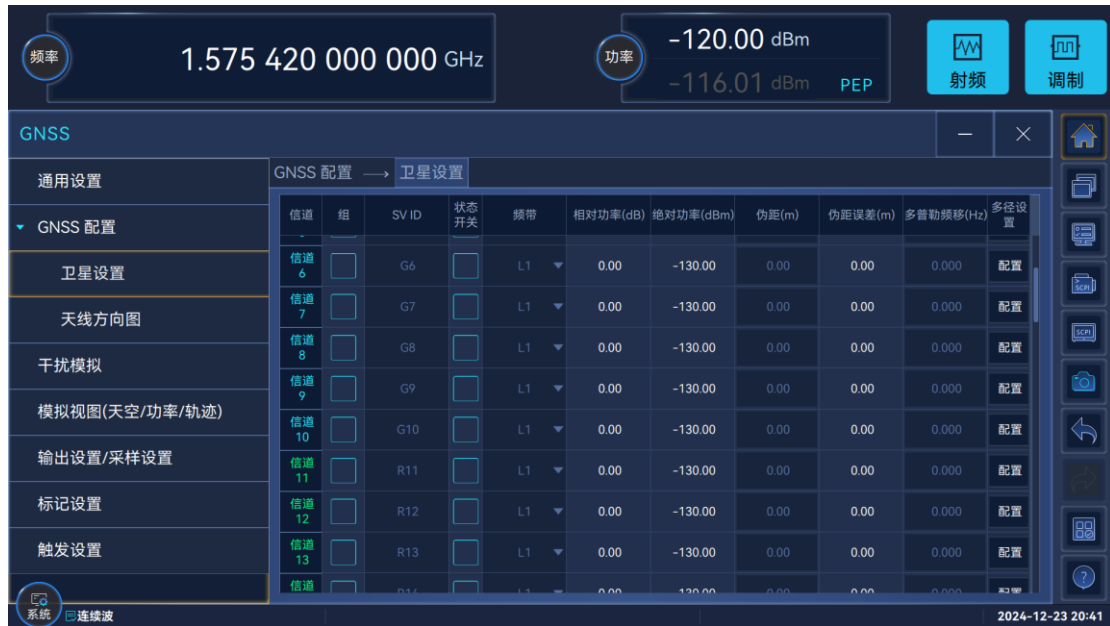 频率
1.575 420 000 000 GHz
功率
-120.00 dBm
-116.01 dBm PEP
射频
调制
GNSS
通用设置
GNSS 配置
卫星设置
天线方向图
干扰模拟
模拟视图(天空/功率/轨迹)
输出设置/采样设置
标记设置
触发设置
GNSS 配置 → 卫星设置
信道 组 SV ID 状态开关 频带 相对功率(dB) 绝对功率(dBm) 伪距(m) 伪距误差(m) 多普勒频移(Hz) 多径设置
信道 6 G6 L1 0.00 -130.00 0.00 0.00 0.000 配置
信道 7 G7 L1 0.00 -130.00 0.00 0.00 0.000 配置
信道 8 G8 L1 0.00 -130.00 0.00 0.00 0.000 配置
信道 9 G9 L1 0.00 -130.00 0.00 0.00 0.000 配置
信道 10 G10 L1 0.00 -130.00 0.00 0.00 0.000 配置
信道 11 R11 L1 0.00 -130.00 0.00 0.00 0.000 配置
信道 12 R12 L1 0.00 -130.00 0.00 0.00 0.000 配置
信道 13 R13 L1 0.00 -130.00 0.00 0.00 0.000 配置
信道
SCPI
SCPI
系统
连续波
2024-12-23 20:41